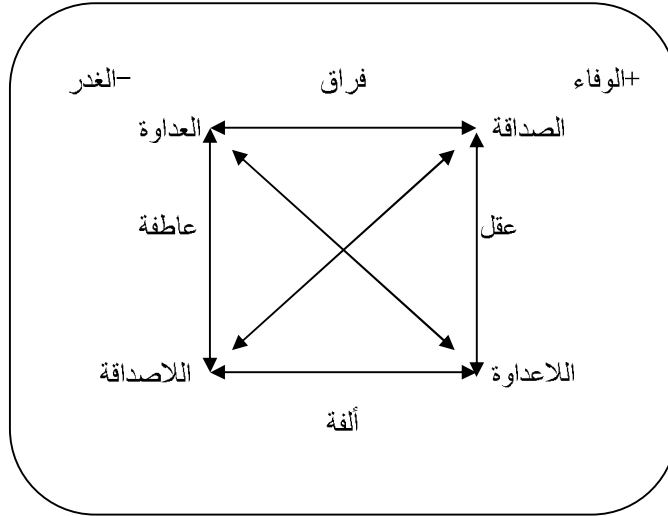 +الوفاء فراق -الغدر
الصداقة العداوة
عقل عاطفة
اللاعداوة اللاصداقة
ألفة